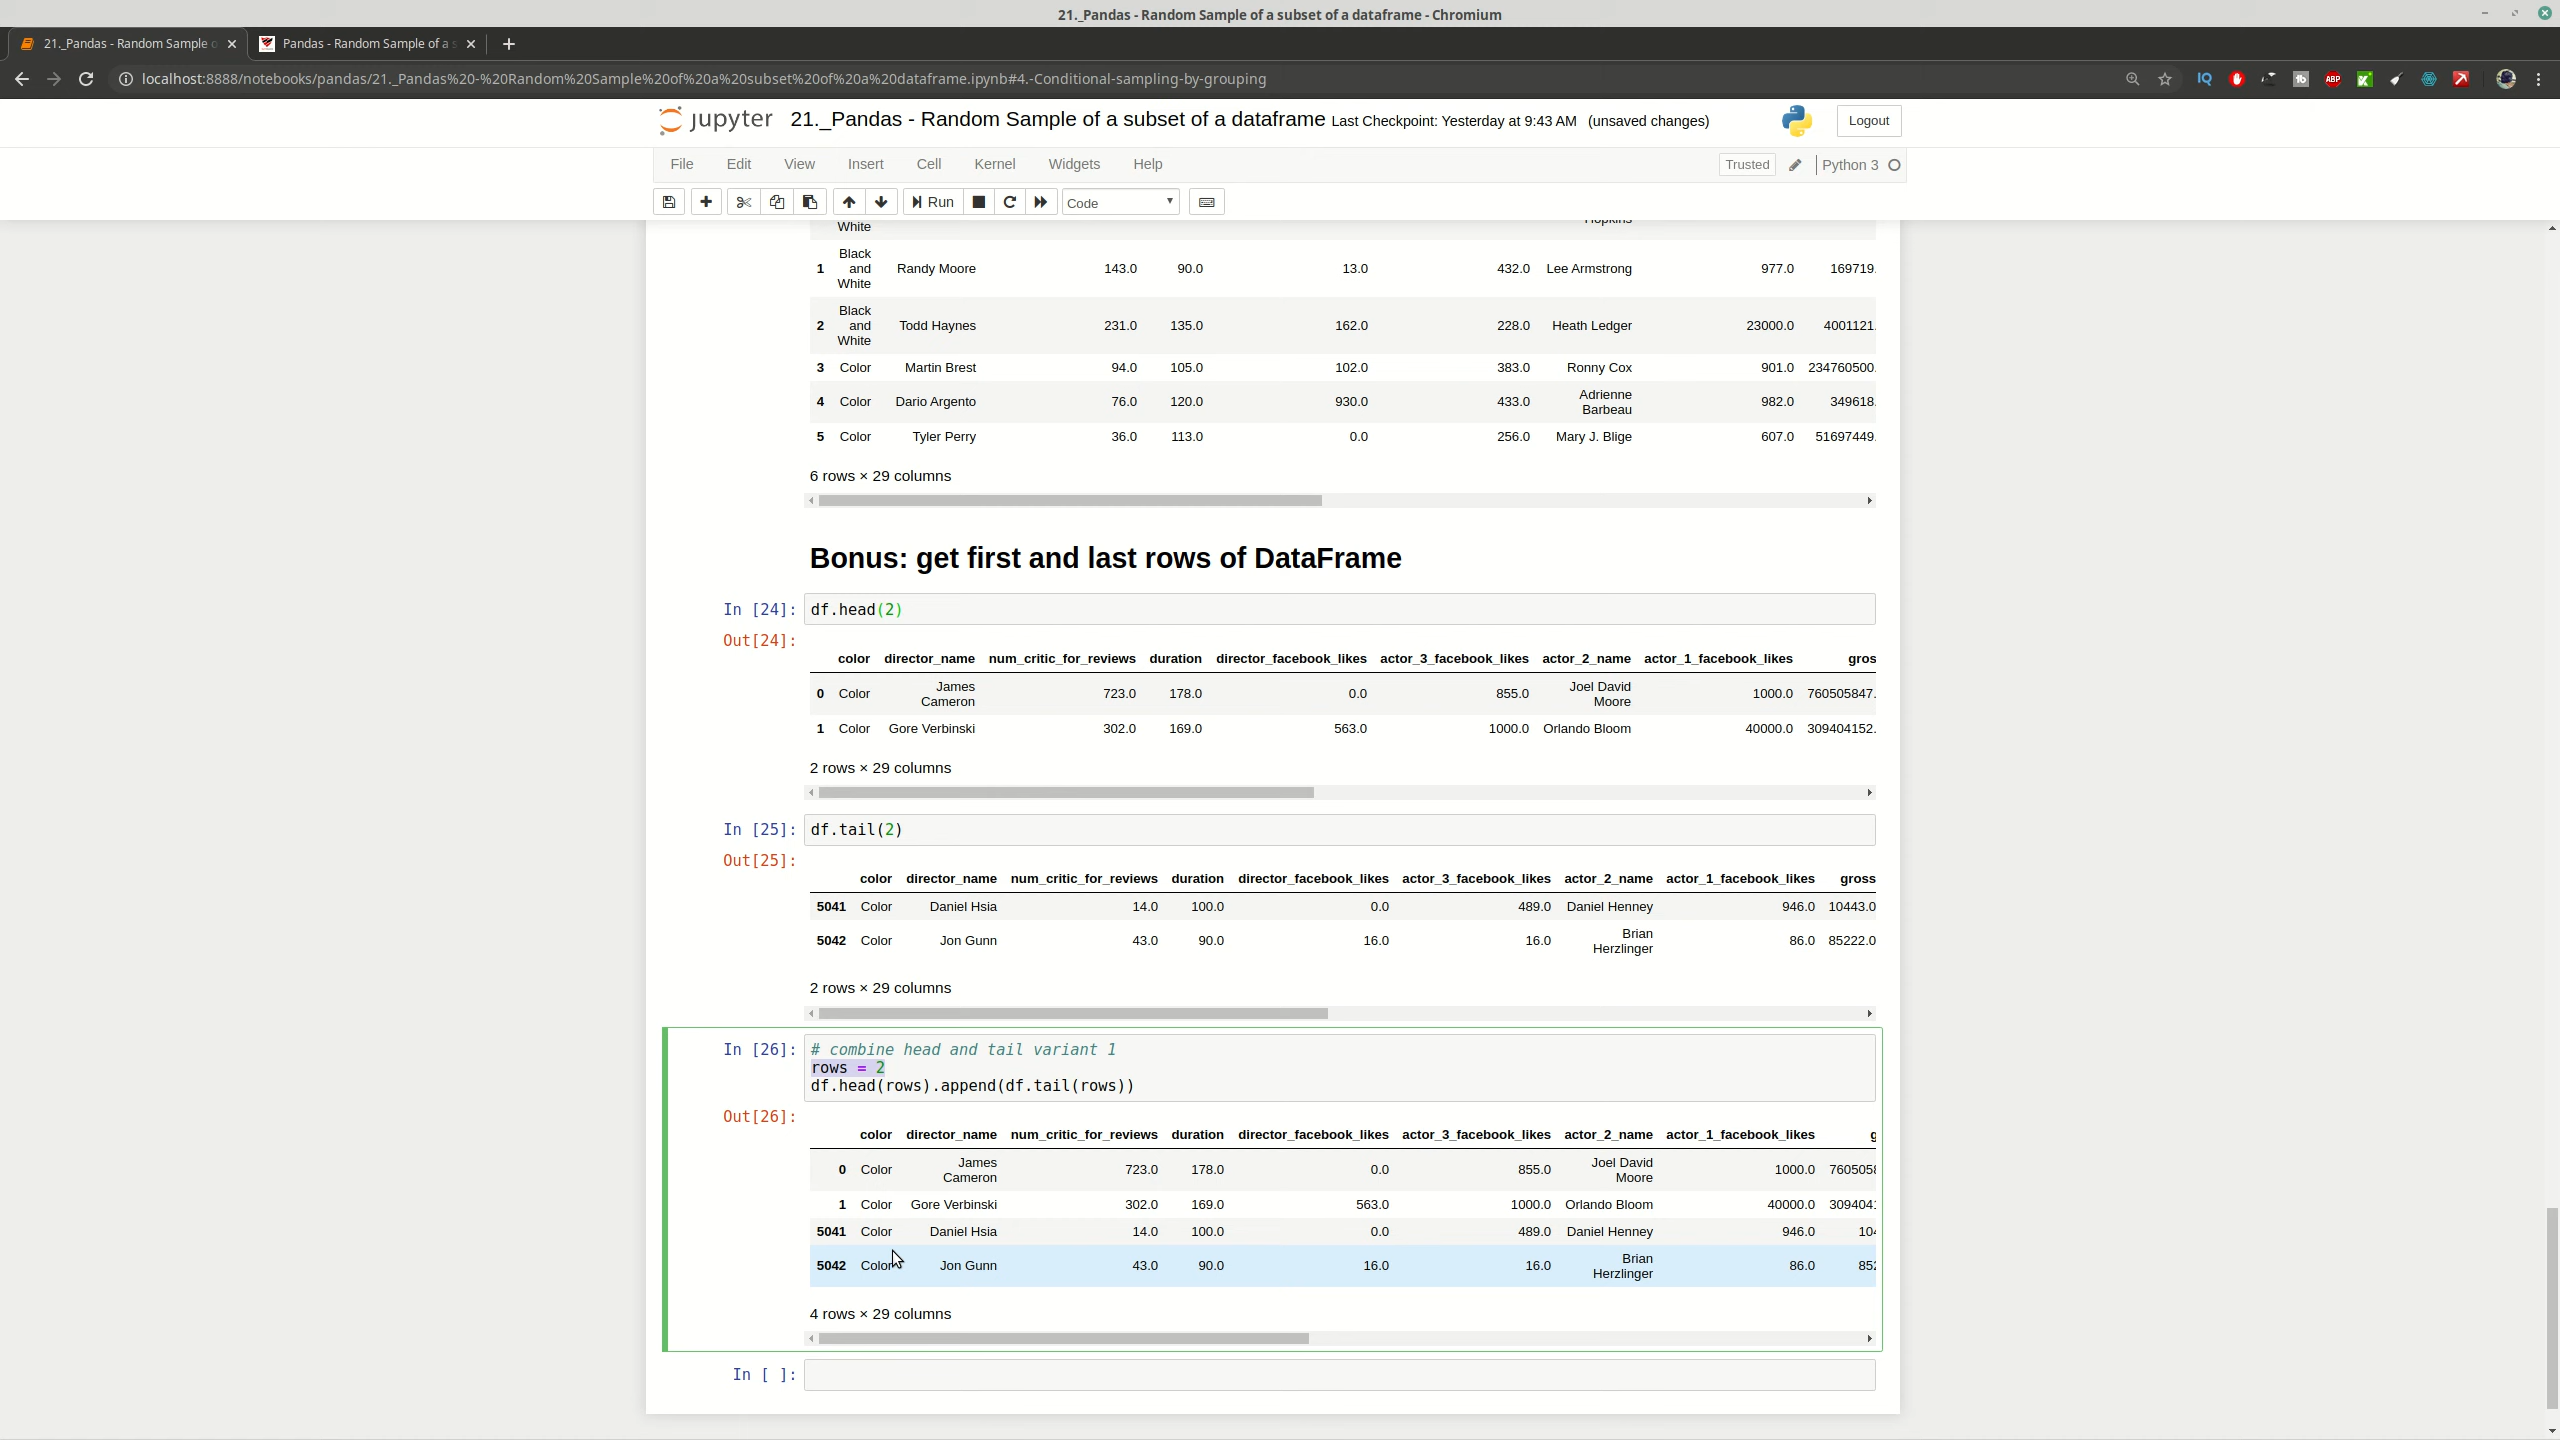 21._Pandas - Random Sample of a subset of a dataframe - Chromium
21._Pandas - Random Sample o
Pandas - Random Sample of a s
localhost:8888/notebooks/pandas/21._Pandas%20-%20Random%20Sample%20of%20a%20subset%20of%20a%20dataframe.ipynb#4.-Conditional-sampling-by-grouping
IQ
ABP
jupyter 21._Pandas - Random Sample of a subset of a dataframe Last Checkpoint: Yesterday at 9:43 AM (unsaved changes)
Logout
File Edit View Insert Cell Kernel Widgets Help
Trusted Python 3
Run Code
White
Hopkins
1 Black and White Randy Moore 143.0 90.0 13.0 432.0 Lee Armstrong 977.0 169719.
2 Black and White Todd Haynes 231.0 135.0 162.0 228.0 Heath Ledger 23000.0 4001121.
3 Color Martin Brest 94.0 105.0 102.0 383.0 Ronny Cox 901.0 234760500.
4 Color Dario Argento 76.0 120.0 930.0 433.0 Adrienne Barbeau 982.0 349618.
5 Color Tyler Perry 36.0 113.0 0.0 256.0 Mary J. Blige 607.0 51697449.
6 rows × 29 columns
Bonus: get first and last rows of DataFrame
In [24]: df.head(2)
Out[24]:
color director_name num_critic_for_reviews duration director_facebook_likes actor_3_facebook_likes actor_2_name actor_1_facebook_likes gros
0 Color James Cameron 723.0 178.0 0.0 855.0 Joel David Moore 1000.0 760505847.
1 Color Gore Verbinski 302.0 169.0 563.0 1000.0 Orlando Bloom 40000.0 309404152.
2 rows × 29 columns
In [25]: df.tail(2)
Out[25]:
color director_name num_critic_for_reviews duration director_facebook_likes actor_3_facebook_likes actor_2_name actor_1_facebook_likes gross
5041 Color Daniel Hsia 14.0 100.0 0.0 489.0 Daniel Henney 946.0 10443.0
5042 Color Jon Gunn 43.0 90.0 16.0 16.0 Brian Herzlinger 86.0 85222.0
2 rows × 29 columns
In [26]: # combine head and tail variant 1
rows = 2
df.head(rows).append(df.tail(rows))
Out[26]:
color director_name num_critic_for_reviews duration director_facebook_likes actor_3_facebook_likes actor_2_name actor_1_facebook_likes g
0 Color James Cameron 723.0 178.0 0.0 855.0 Joel David Moore 1000.0 760505
1 Color Gore Verbinski 302.0 169.0 563.0 1000.0 Orlando Bloom 40000.0 309404
5041 Color Daniel Hsia 14.0 100.0 0.0 489.0 Daniel Henney 946.0 10
5042 Color Jon Gunn 43.0 90.0 16.0 16.0 Brian Herzlinger 86.0 85
4 rows × 29 columns
In [ ]: